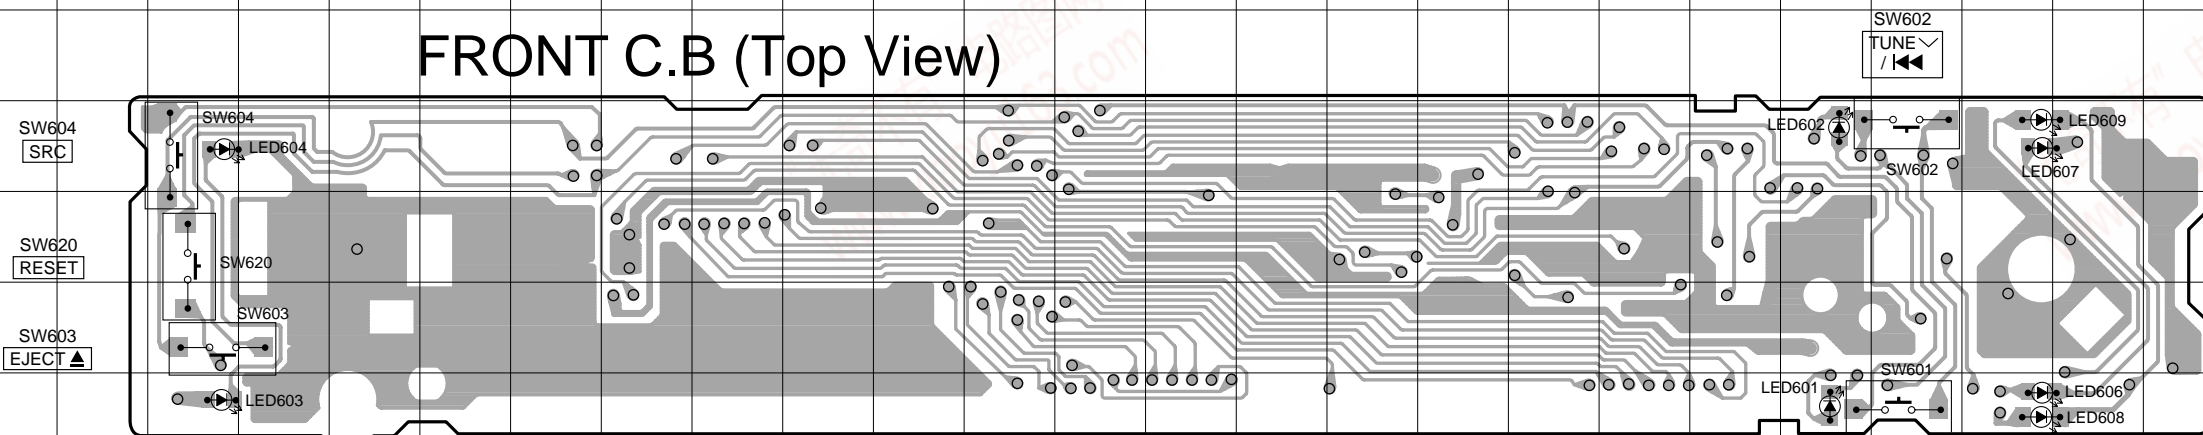 FRONT C.B (Top View)
SW602
TUNE
/
SW604
SRC
SW604
LED604
LED602
SW602
LED609
LED607
SW620
RESET
SW620
SW603
SW603
EJECT
LED603
LED601
SW601
LED606
LED608